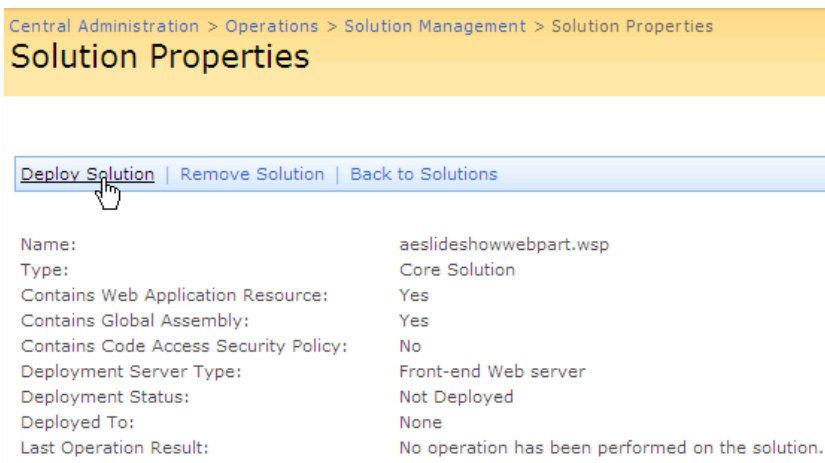 Central Administration > Operations > Solution Management > Solution Properties
Solution Properties
Deploy Solution | Remove Solution | Back to Solutions
Name: aeslideshowwebpart.wsp
Type: Core Solution
Contains Web Application Resource: Yes
Contains Global Assembly: Yes
Contains Code Access Security Policy: No
Deployment Server Type: Front-end Web server
Deployment Status: Not Deployed
Deployed To: None
Last Operation Result: No operation has been performed on the solution.